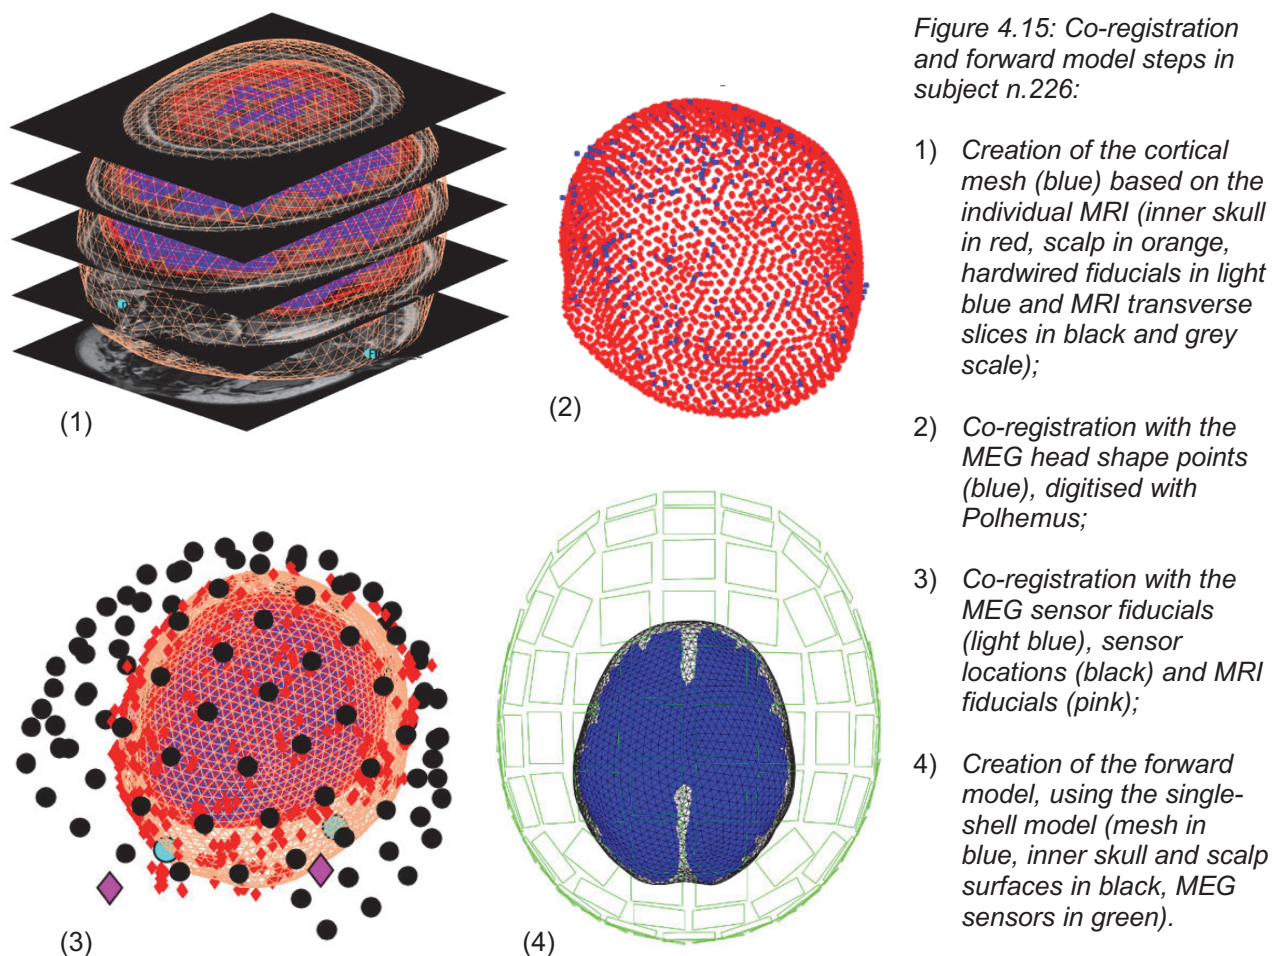 Figure 4.15: Co-registration
and forward model steps in
subject n.226:
1) Creation of the cortical
mesh (blue) based on the
individual MRI (inner skull
in red, scalp in orange,
hardwired fiducials in light
blue and MRI transverse
slices in black and grey
scale);
2) Co-registration with the
MEG head shape points
(blue), digitised with
Polhemus;
3) Co-registration with the
MEG sensor fiducials
(light blue), sensor
locations (black) and MRI
fiducials (pink);
4) Creation of the forward
model, using the single-
shell model (mesh in
blue, inner skull and scalp
surfaces in black, MEG
sensors in green).
(1)
(2)
(3)
(4)